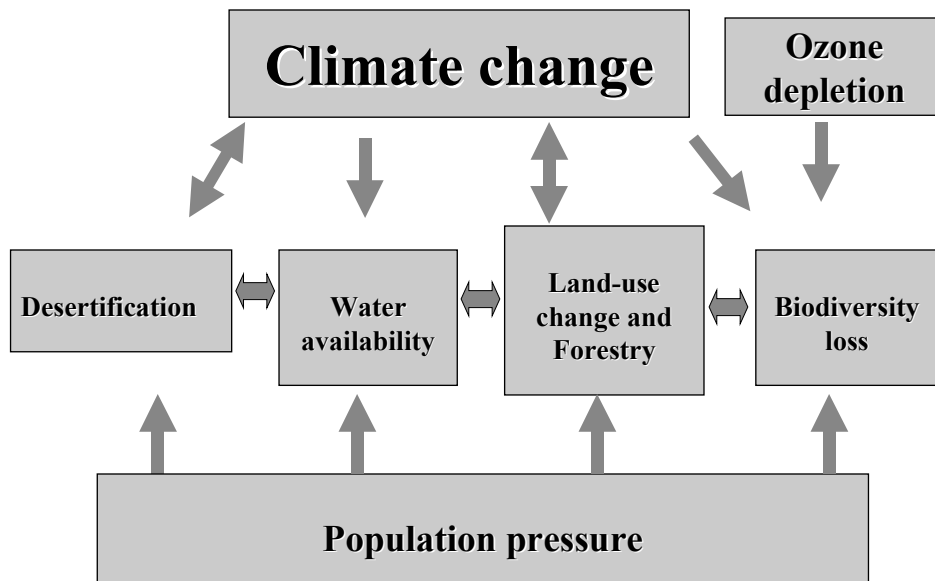 Climate change
Ozone
depletion
Desertification
Water
availability
Land-use
change and
Forestry
Biodiversity
loss
Population pressure